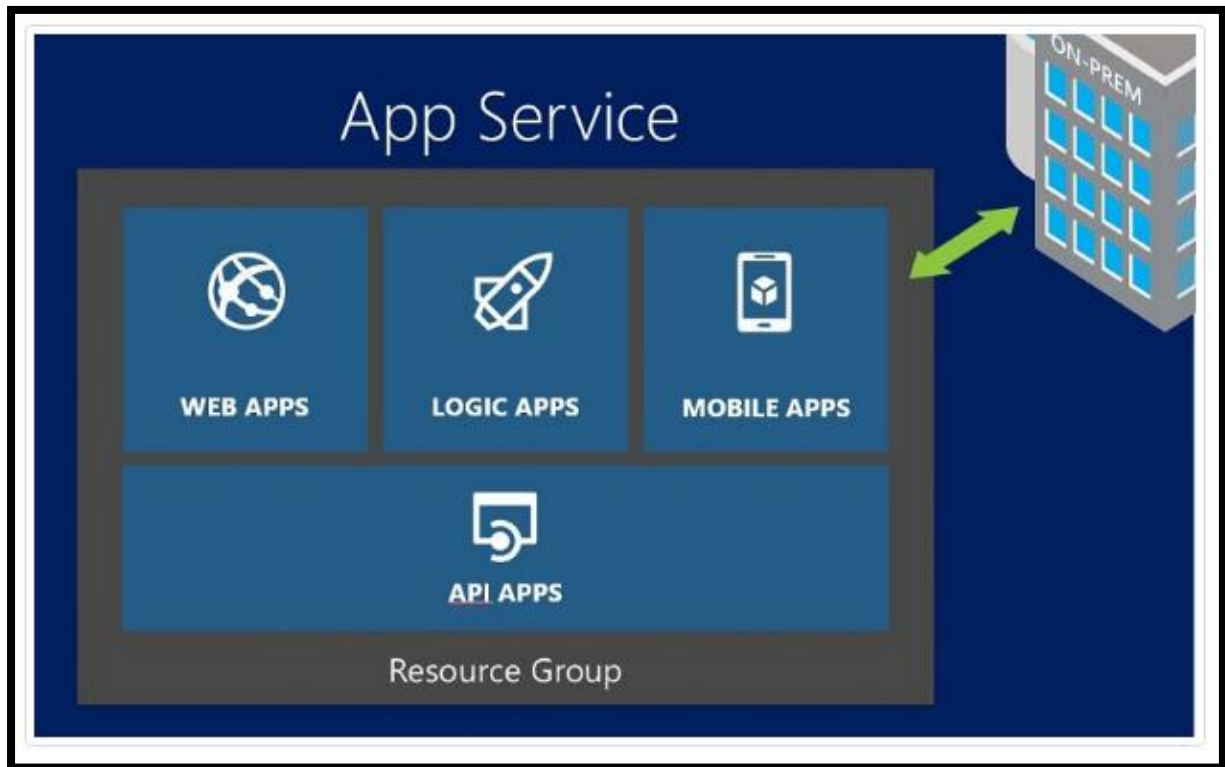 App Service
ON-PREM
WEB APPS
LOGIC APPS
MOBILE APPS
API APPS
Resource Group